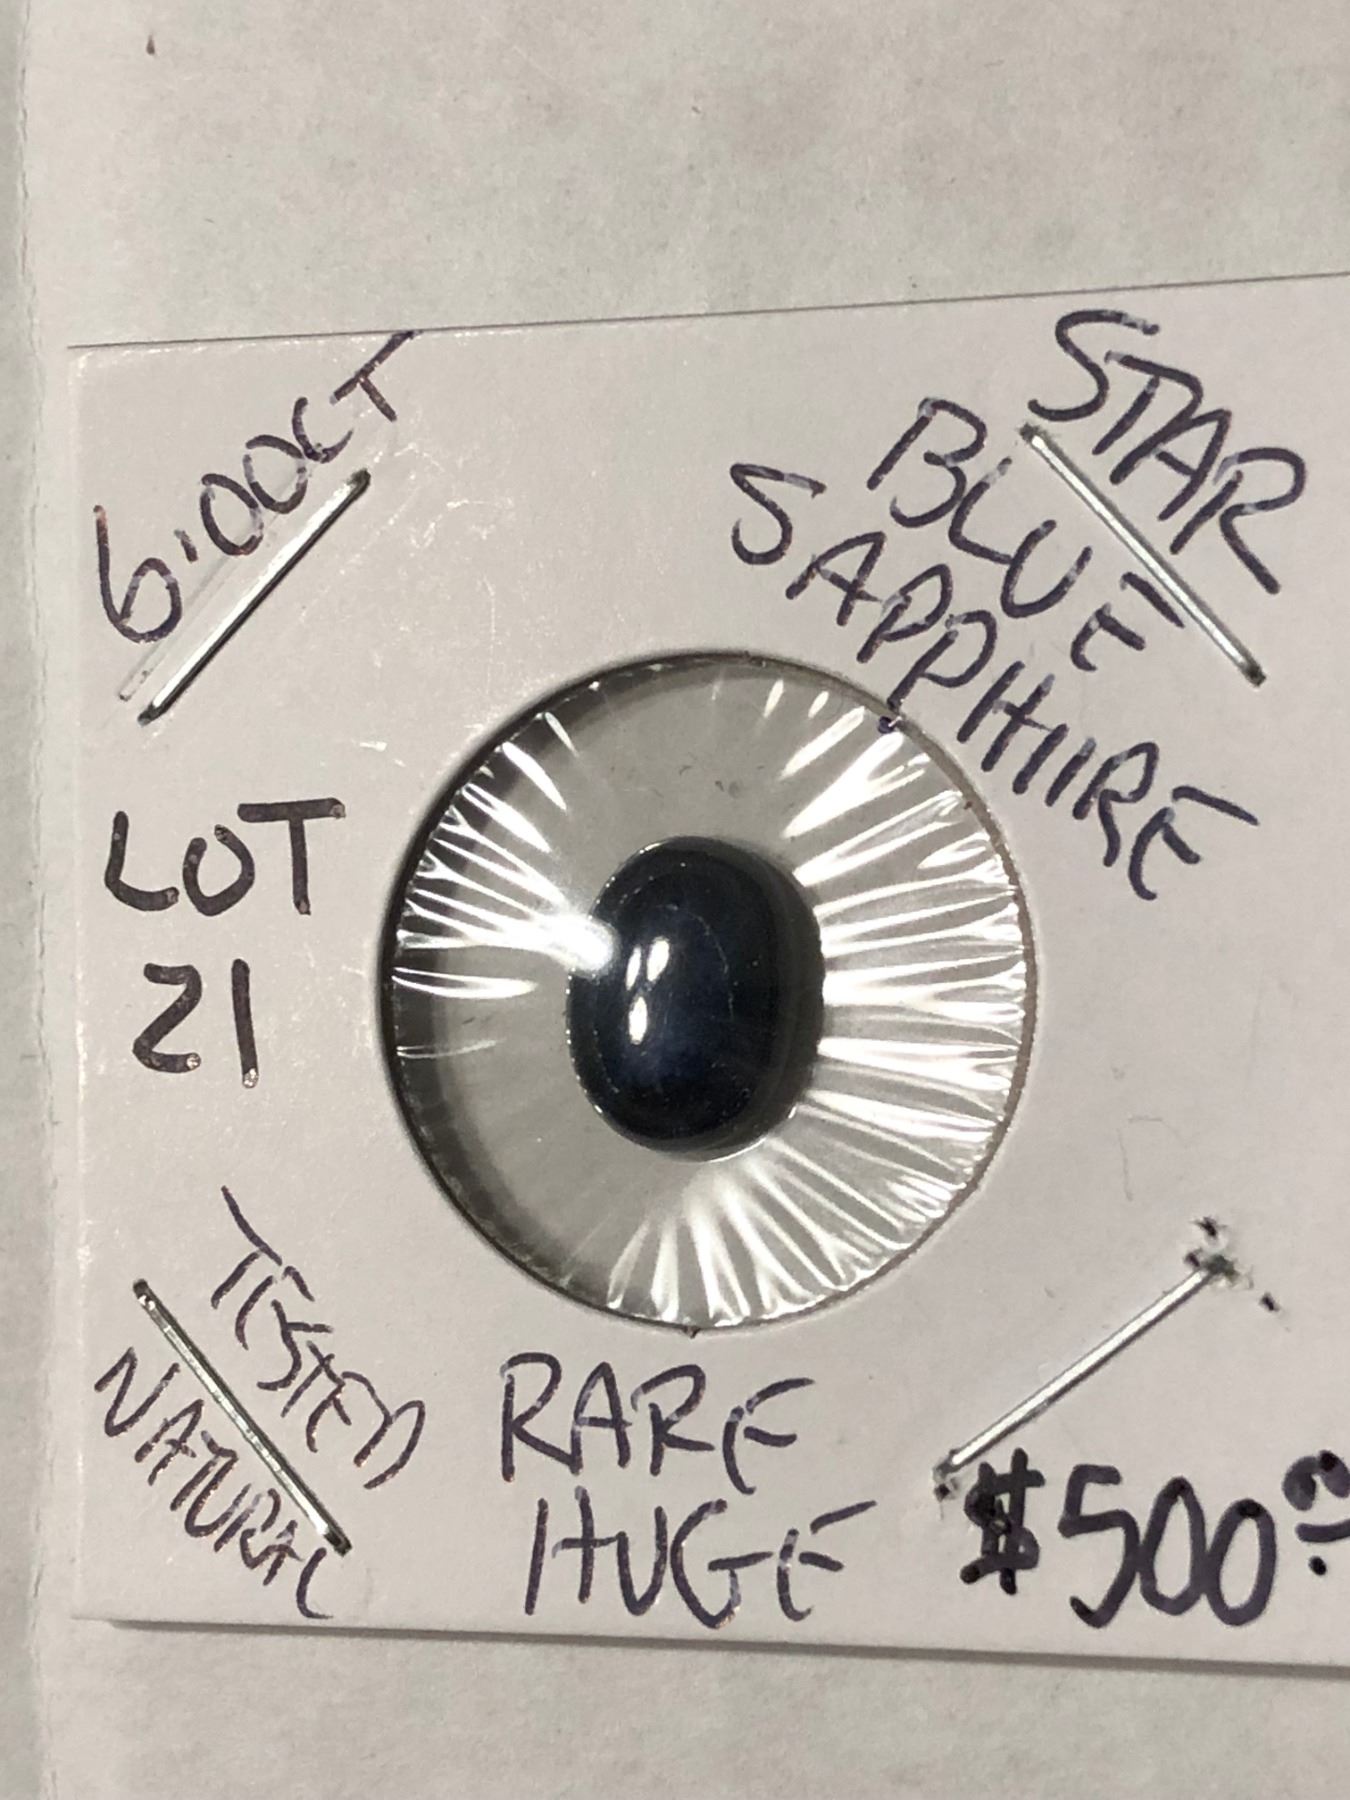 6.00CT
STAR
BLUE
SAPPHIRE
LOT
21
TESTED
NATURAL
RARE
HUGE
$500.00